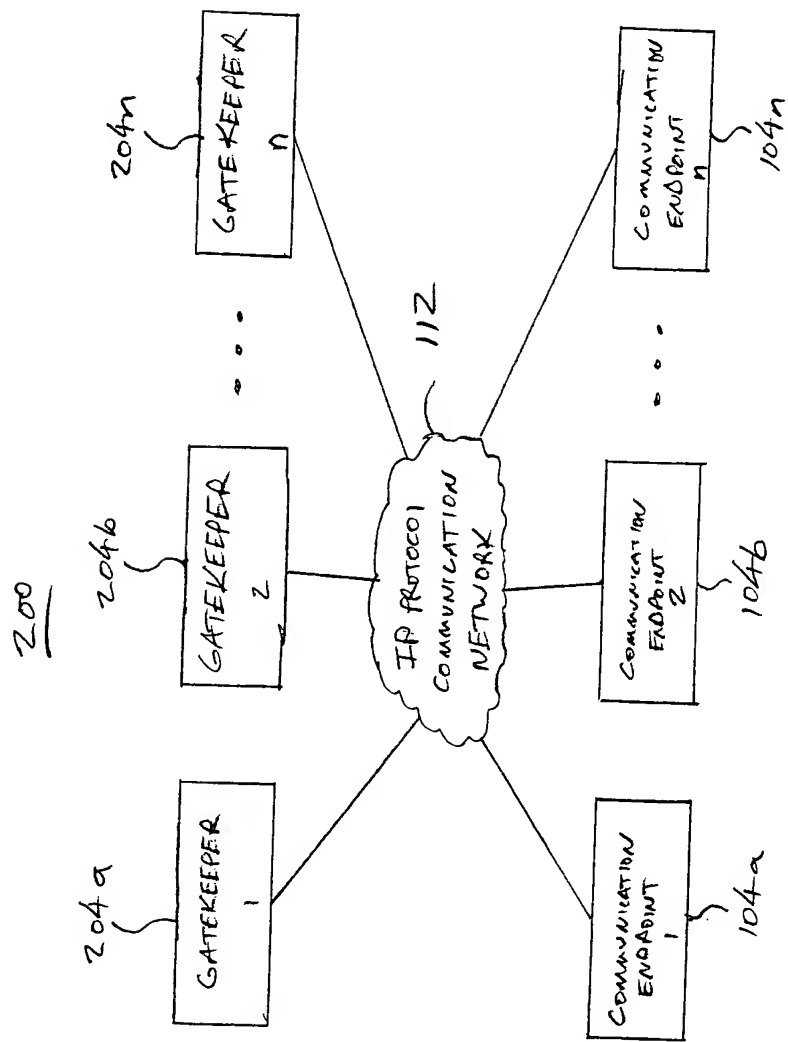 200
204a
204b
204n
GATEKEEPER
1
GATEKEEPER
2
GATEKEEPER
n
...
112
IP PROTOCOL
COMMUNICATION
NETWORK
COMMUNICATION
ENDPOINT
1
COMMUNICATION
ENDPOINT
2
COMMUNICATION
ENDPOINT
n
...
104a
104b
104n